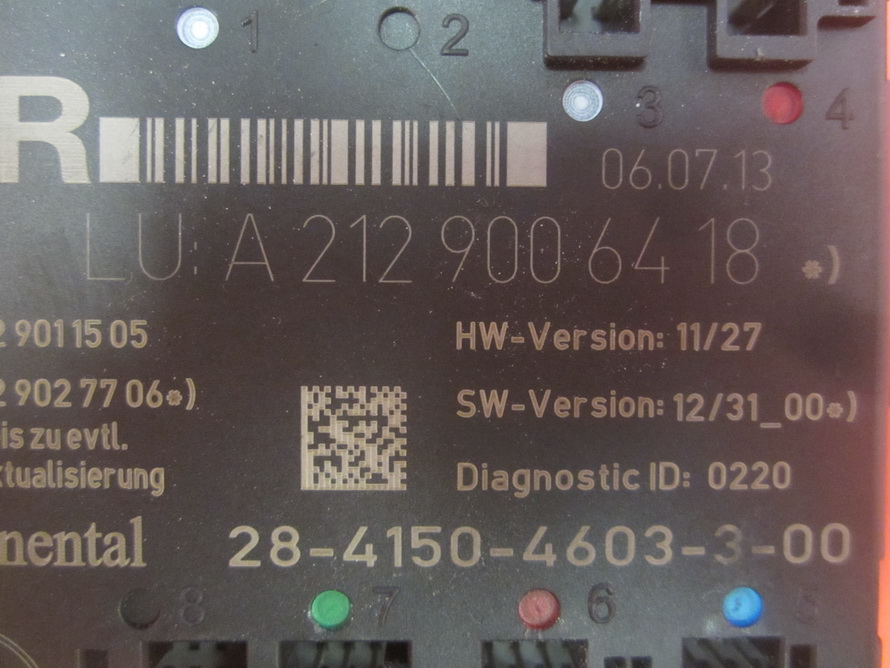 1 2
3 4
R
06.07.13
LU: A 212 900 64 18 *)
2 901 15 05
HW-Version: 11/27
2 902 77 06*)
SW-Version: 12/31_00*)
is zu evtl.
ktualisierung
Diagnostic ID: 0220
nental
28-4150-4603-3-00
8 7 6 5